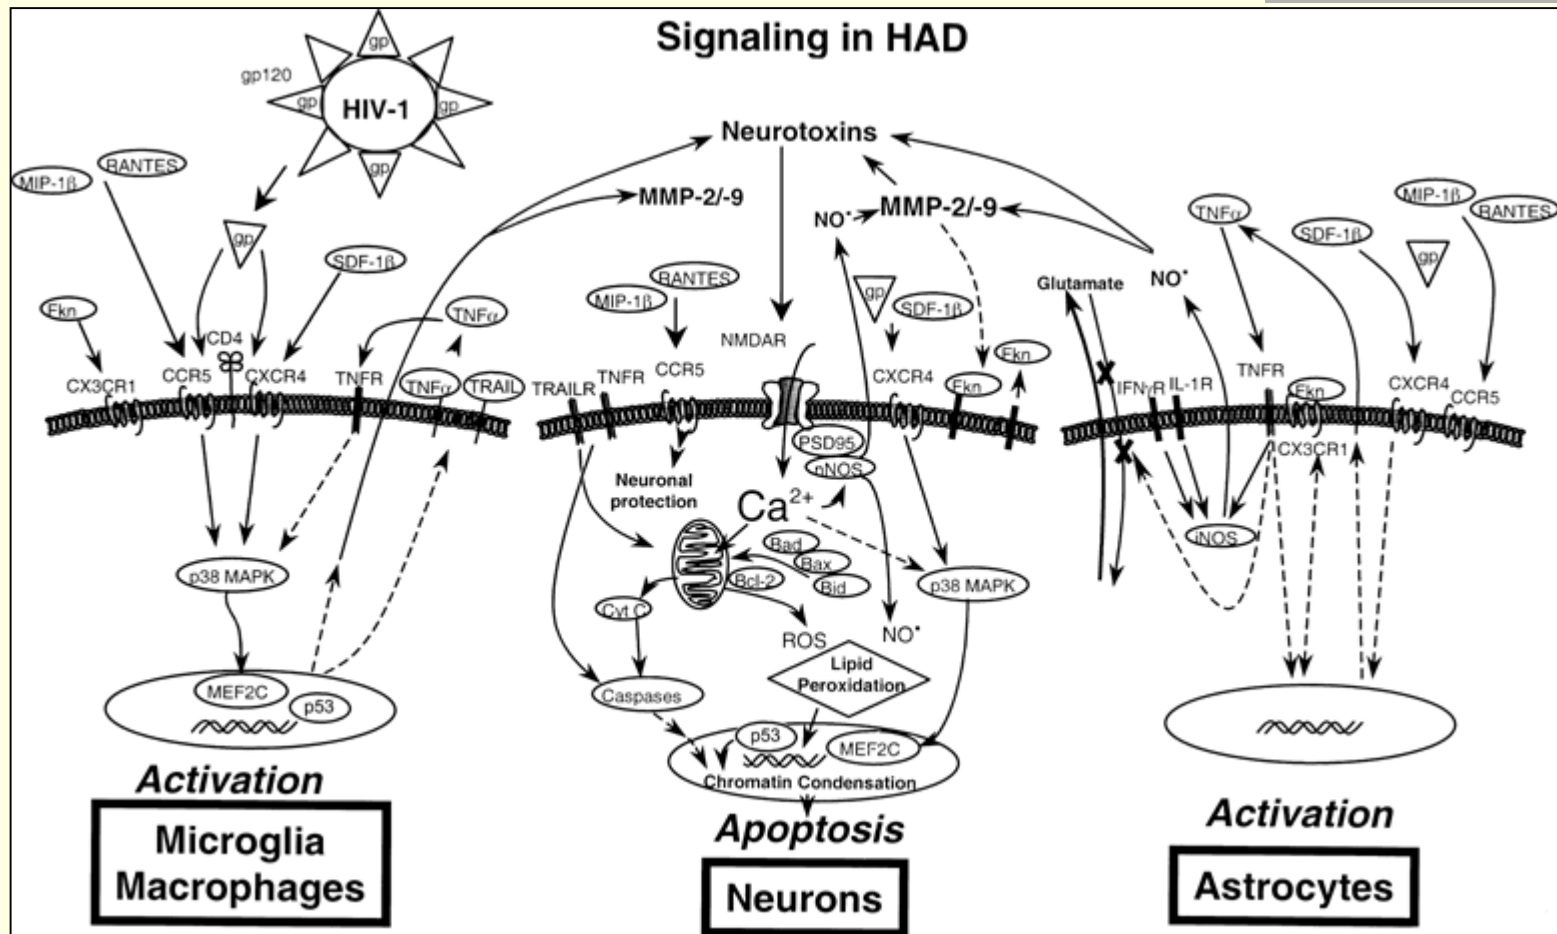 Signaling in HAD
gp
gp120
gp
HIV-1
gp
gp
MIP-1β
RANTES
gp
SDF-1β
Fkn
CD4
TNFα
CX3CR1
CCR5
CXCR4
TNFR
TNFα
TRAIL
p38 MAPK
MEF2C
p53
Activation
Microglia
Macrophages
Neurotoxins
MMP-2/-9
NO•
MMP-2/-9
RANTES
MIP-1β
gp
SDF-1β
NMDAR
Fkn
TRAILR
TNFR
CCR5
CXCR4
Fkn
PSD95
nNOS
Neuronal
protection
Ca2+
Bad
Bax
Bcl-2
Bid
p38 MAPK
Cyt C
ROS
NO•
Lipid
Peroxidation
Caspases
p53
MEF2C
Chromatin Condensation
Apoptosis
Neurons
TNFα
MIP-1β
RANTES
SDF-1β
gp
Glutamate
NO•
IFNγR
IL-1R
TNFR
Fkn
CXCR4
CCR5
CX3CR1
iNOS
Activation
Astrocytes